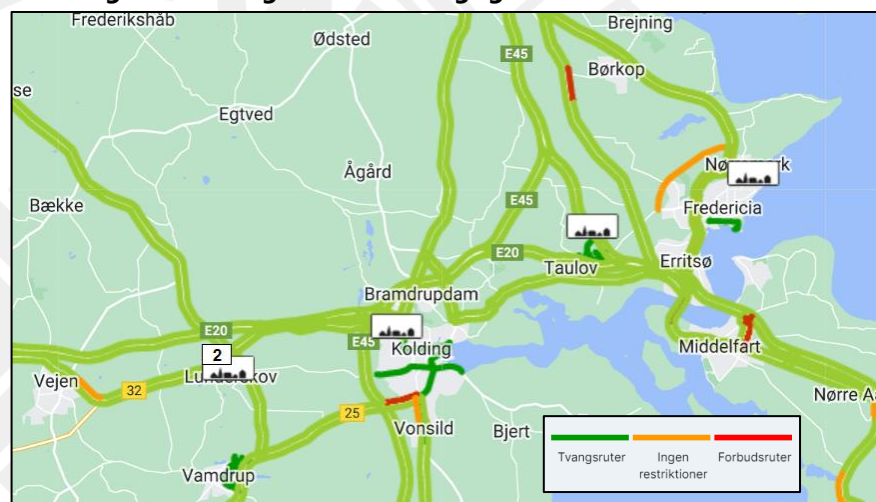 Frederikshåb
Brejning
Ødsted
E45
Børkop
se
Egtved
Ågård
Bække
E45
Fredericia
E20
Taulov
Erritsø
Bramdrupdam
E20
E45
Kolding
2
Middelfart
Vejen
32
Nørre Aa
25
Vonsild
Bjert
Vamdrup
Tvangsruter
Ingen
restriktioner
Forbudsruter